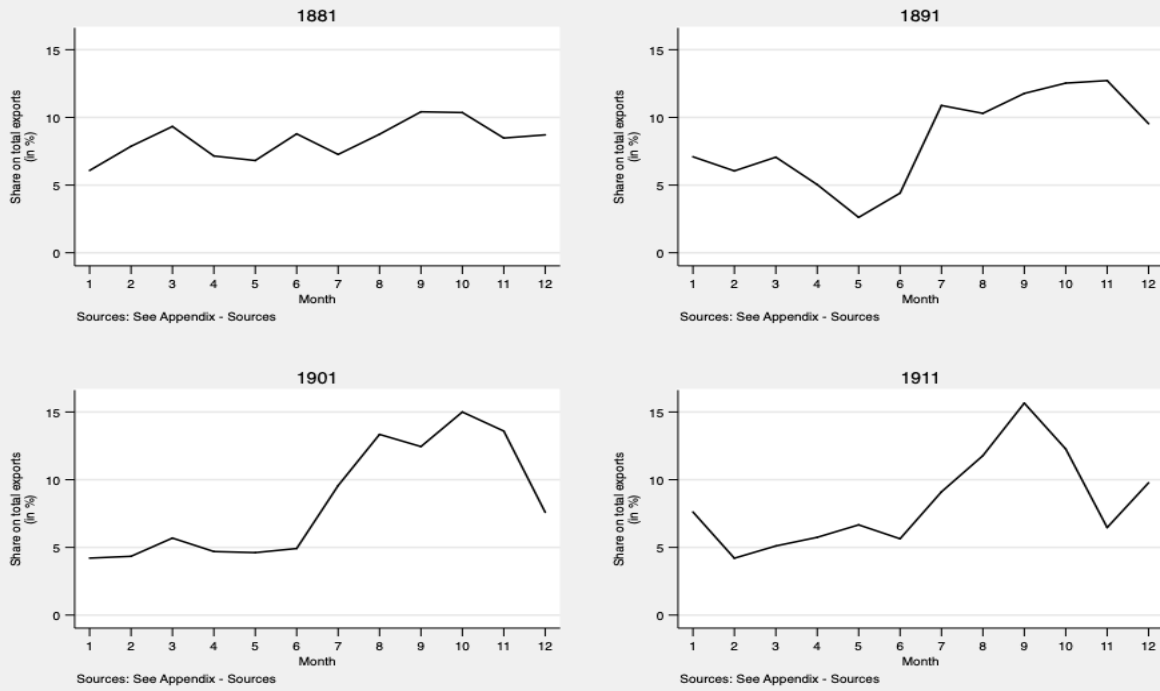 1881
Share on total exports
(in %)
15
10
5
0
1 2 3 4 5 6 7 8 9 10 11 12
Month
Sources: See Appendix - Sources
1891
Share on total exports
(in %)
15
10
5
0
1 2 3 4 5 6 7 8 9 10 11 12
Month
Sources: See Appendix - Sources
1901
Share on total exports
(in %)
15
10
5
0
1 2 3 4 5 6 7 8 9 10 11 12
Month
Sources: See Appendix - Sources
1911
Share on total exports
(in %)
15
10
5
0
1 2 3 4 5 6 7 8 9 10 11 12
Month
Sources: See Appendix - Sources